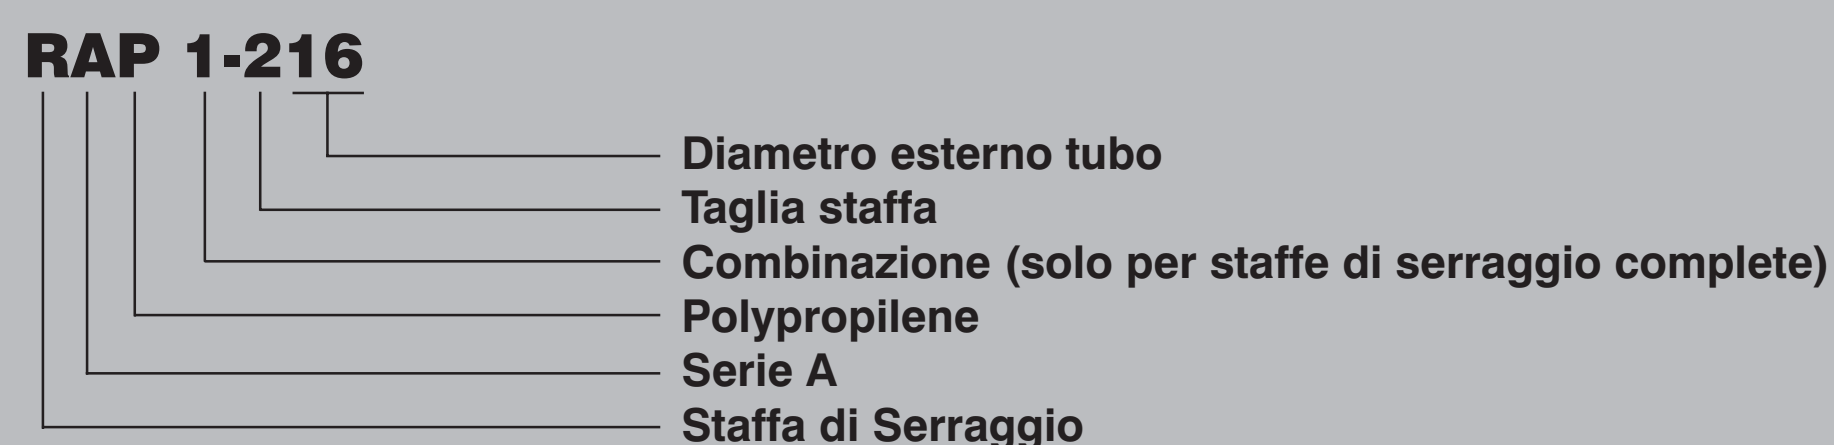 RAP 1-216
Diametro esterno tubo
Taglia staffa
Combinazione (solo per staffe di serraggio complete)
Polypropilene
Serie A
Staffa di Serraggio